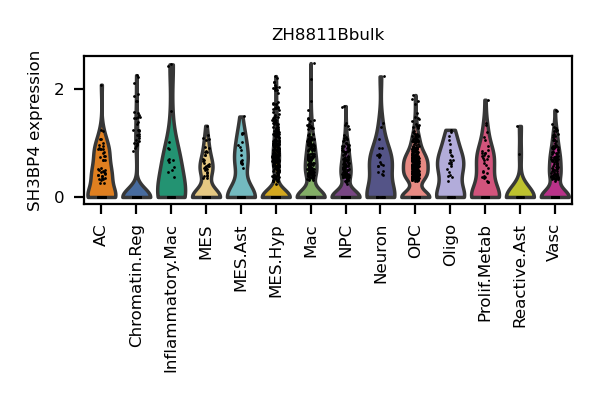 ZH8811Bbulk
SH3BP4 expression
2
0
AC
Chromatin.Reg
Inflammatory.Mac
MES
MES.Ast
MES.Hyp
Mac
NPC
Neuron
OPC
Oligo
Prolif.Metab
Reactive.Ast
Vasc